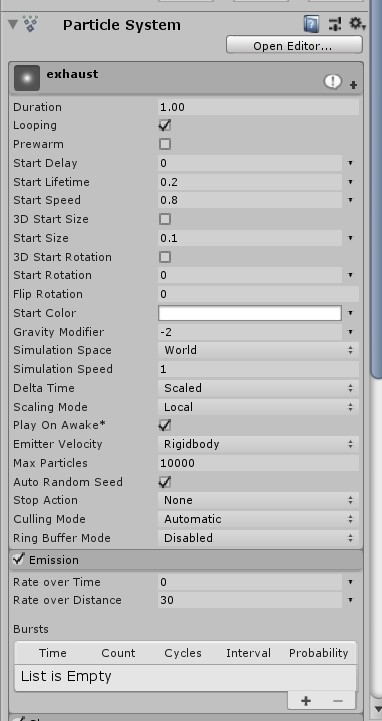 Particle System
Open Editor...
exhaust
Duration 1.00
Looping
Prewarm
Start Delay 0
Start Lifetime 0.2
Start Speed 0.8
3D Start Size
Start Size 0.1
3D Start Rotation
Start Rotation 0
Flip Rotation 0
Start Color
Gravity Modifier -2
Simulation Space World
Simulation Speed 1
Delta Time Scaled
Scaling Mode Local
Play On Awake*
Emitter Velocity Rigidbody
Max Particles 10000
Auto Random Seed
Stop Action None
Culling Mode Automatic
Ring Buffer Mode Disabled
Emission
Rate over Time 0
Rate over Distance 30
Bursts
Time Count Cycles Interval Probability
List is Empty